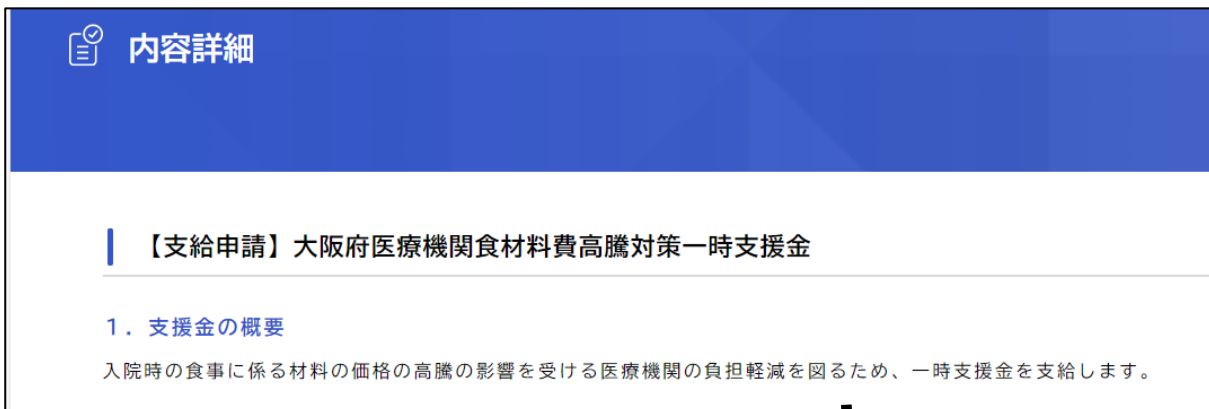 内容詳細
【支給申請】大阪府医療機関食材料費高騰対策一時支援金
１．支援金の概要
入院時の食事に係る材料の価格の高騰の影響を受ける医療機関の負担軽減を図るため、一時支援金を支給します。